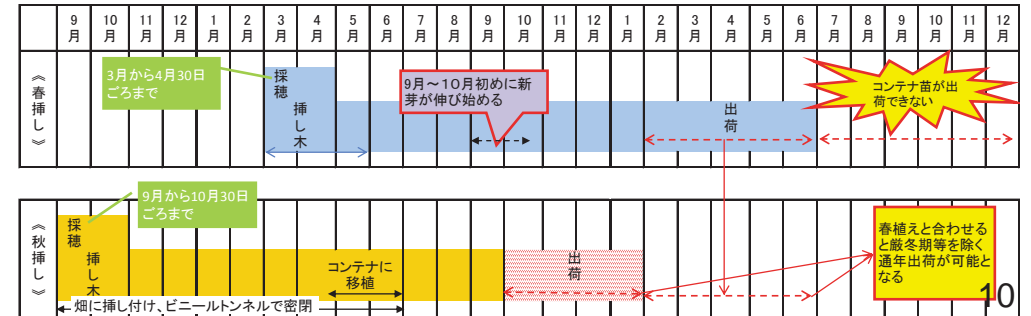 9月 10月 11月 12月 1月 2月 3月 4月 5月 6月 7月 8月 9月 10月 11月 12月 1月 2月 3月 4月 5月 6月 7月 8月 9月 10月 11月 12月
《春挿し》
3月から4月30日
ごろまで
採穂
挿し木
9月～10月初めに新
芽が伸び始める
出荷
コンテナ苗が出
荷できない
《秋挿し》
9月から10月30日
ごろまで
採穂
挿し木
コンテナに
移植
畑に挿し付け、ビニールトンネルで密閉
出荷
春植えと合わせる
と厳冬期等を除く
通年出荷が可能と
なる
10